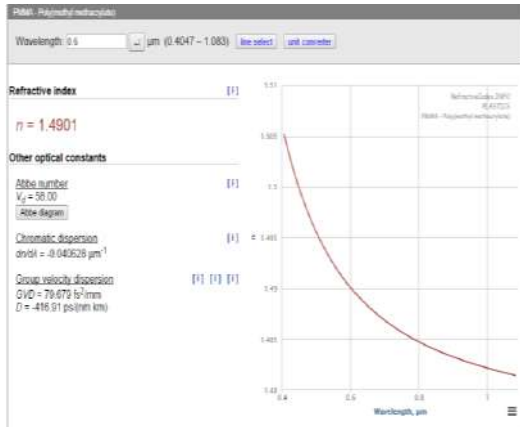 PMMA - Poly(methyl methacrylate)
Wavelength: 0.6 µm (0.4047 – 1.083) line select unit converter
Refractive index [i]
n = 1.4901
Other optical constants
Abbe number [i]
Vd = 58.00
Abbe diagram
Chromatic dispersion [i]
dn/dλ = -0.040628 µm⁻¹
Group velocity dispersion [i] [i] [i]
GVD = 79.679 fs²/mm
D = -416.91 ps/(nm km)
1.51
1.505
1.5
1.495
n
1.49
1.485
1.48
0.4 0.6 0.8 1
Wavelength, µm
RefractiveIndex.INFO
PMMA - Poly(methyl methacrylate)